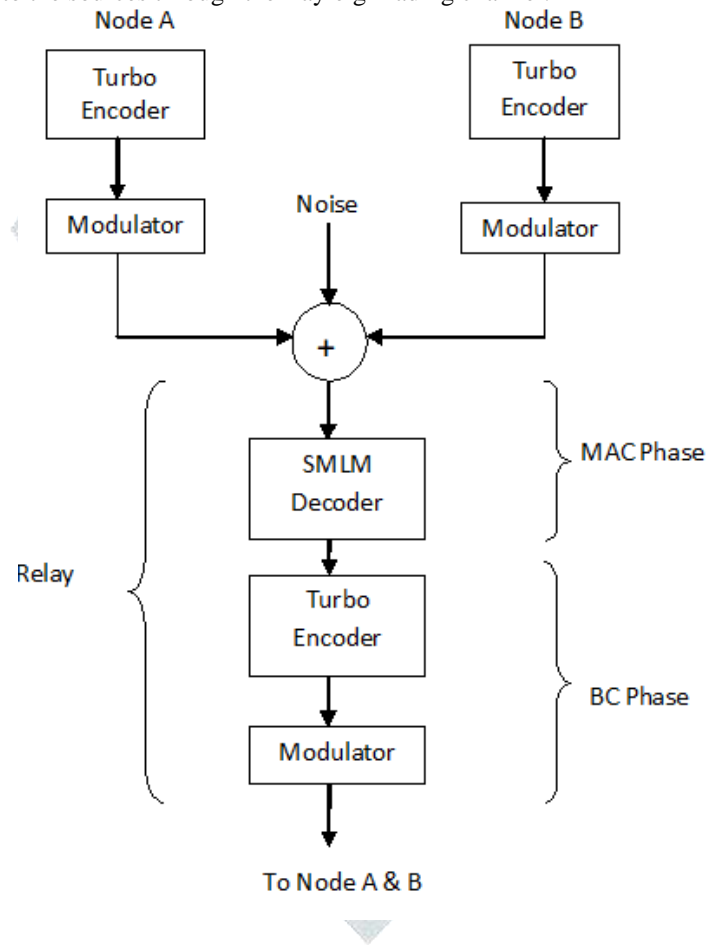 Node A
Node B
Turbo
Encoder
Turbo
Encoder
Modulator
Noise
Modulator
+
SMLM
Decoder
MAC Phase
Relay
Turbo
Encoder
BC Phase
Modulator
To Node A & B